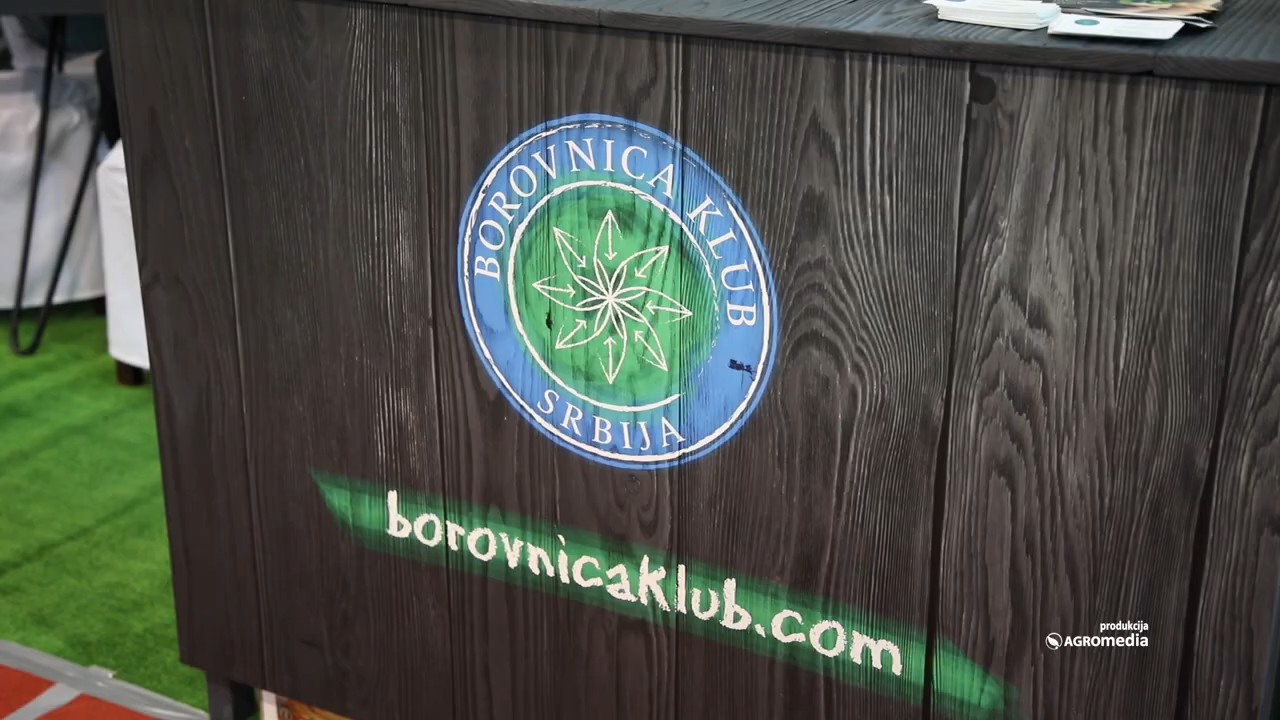 BOROVNICA KLUB
SRBIJA
borovnicaklub.com
produkcija
AGROmedia